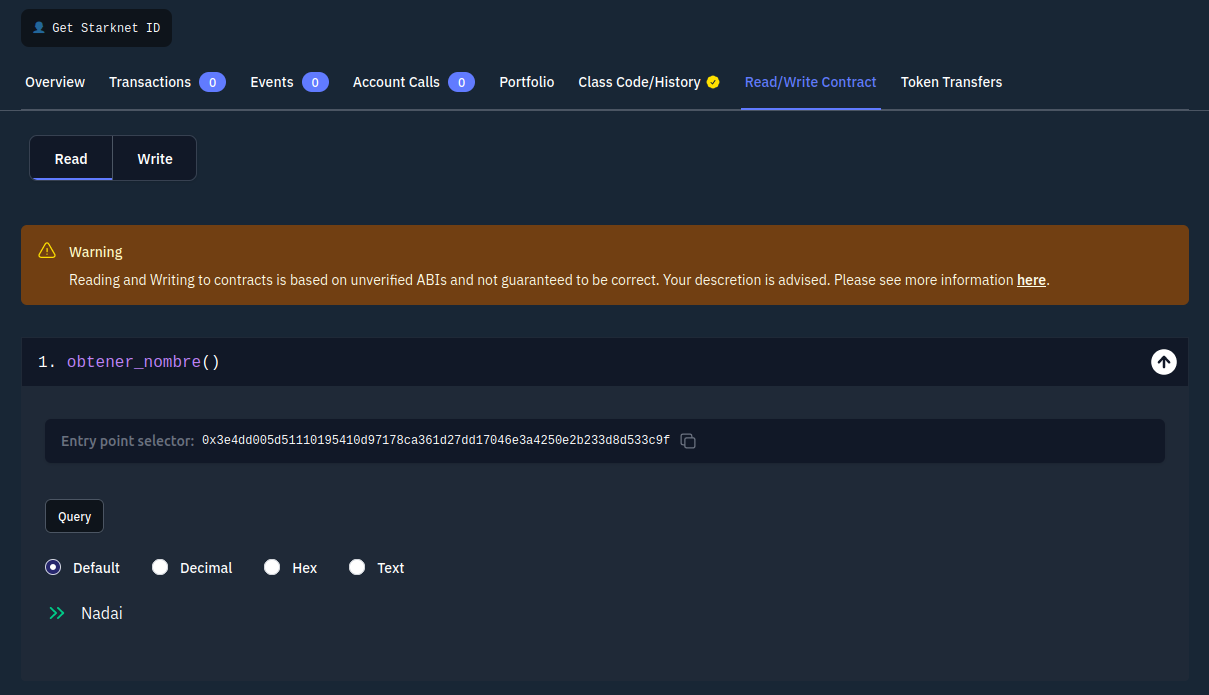 Get Starknet ID
Overview Transactions 0 Events 0 Account Calls 0 Portfolio Class Code/History Read/Write Contract Token Transfers
Read Write
Warning
Reading and Writing to contracts is based on unverified ABIs and not guaranteed to be correct. Your descretion is advised. Please see more information here.
1. obtener_nombre()
Entry point selector: 0x3e4dd005d51110195410d97178ca361d27dd17046e3a4250e2b233d8d533c9f
Query
Default Decimal Hex Text
Nadai